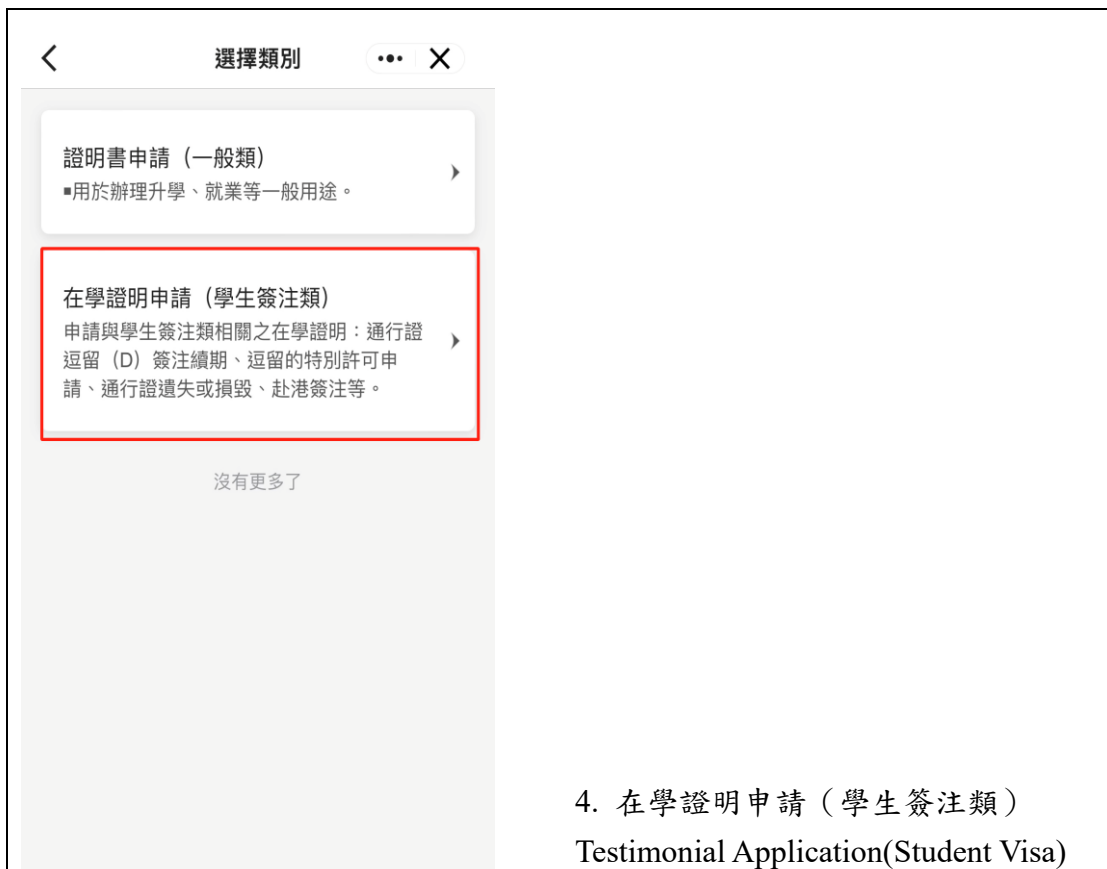 選擇類別
證明書申請（一般類）
▪用於辦理升學、就業等一般用途。
在學證明申請（學生簽注類）
申請與學生簽注類相關之在學證明：通行證
逗留（D）簽注續期、逗留的特別許可申
請、通行證遺失或損毀、赴港簽注等。
沒有更多了
4. 在學證明申請（學生簽注類）
Testimonial Application(Student Visa)